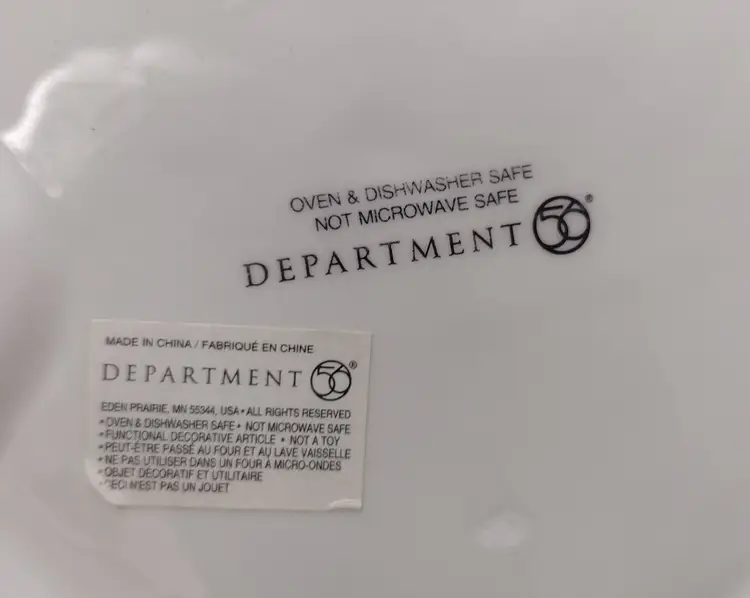 OVEN & DISHWASHER SAFE
NOT MICROWAVE SAFE
DEPARTMENT 56®
MADE IN CHINA / FABRIQUÉ EN CHINE
DEPARTMENT 56®
EDEN PRAIRIE, MN 55344, USA • ALL RIGHTS RESERVED
• OVEN & DISHWASHER SAFE • NOT MICROWAVE SAFE
• FUNCTIONAL DECORATIVE ARTICLE • NOT A TOY
• PEUT-ÊTRE PASSÉ AU FOUR ET AU LAVE VAISSELLE
• NE PAS UTILISER DANS UN FOUR A MICRO-ONDES
• OBJET DÉCORATIF ET UTILITAIRE
• CECI N'EST PAS UN JOUET